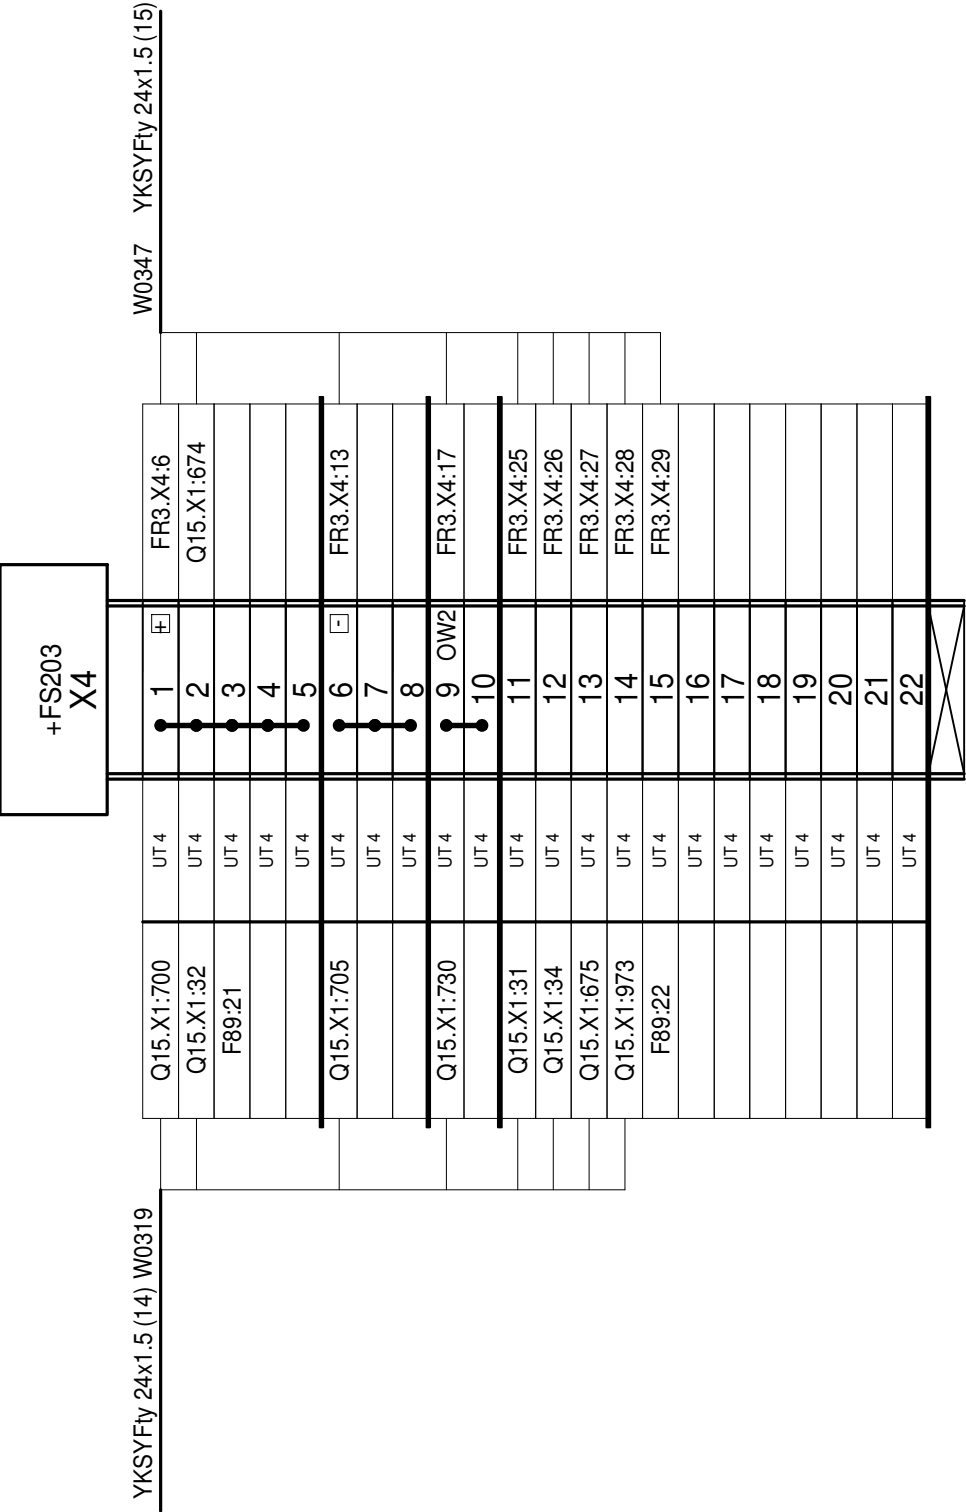 +FS203
X4
YKSYFty 24x1.5 (14) W0319
W0347 YKSYFty 24x1.5 (15)
Q15.X1:700 UT 4 1 + FR3.X4:6
Q15.X1:32 UT 4 2 Q15.X1:674
F89:21 UT 4 3
UT 4 4
UT 4 5
Q15.X1:705 UT 4 6 - FR3.X4:13
UT 4 7
UT 4 8
Q15.X1:730 UT 4 9 OW2 FR3.X4:17
UT 4 10
Q15.X1:31 UT 4 11 FR3.X4:25
Q15.X1:34 UT 4 12 FR3.X4:26
Q15.X1:675 UT 4 13 FR3.X4:27
Q15.X1:973 UT 4 14 FR3.X4:28
F89:22 UT 4 15 FR3.X4:29
UT 4 16
UT 4 17
UT 4 18
UT 4 19
UT 4 20
UT 4 21
UT 4 22